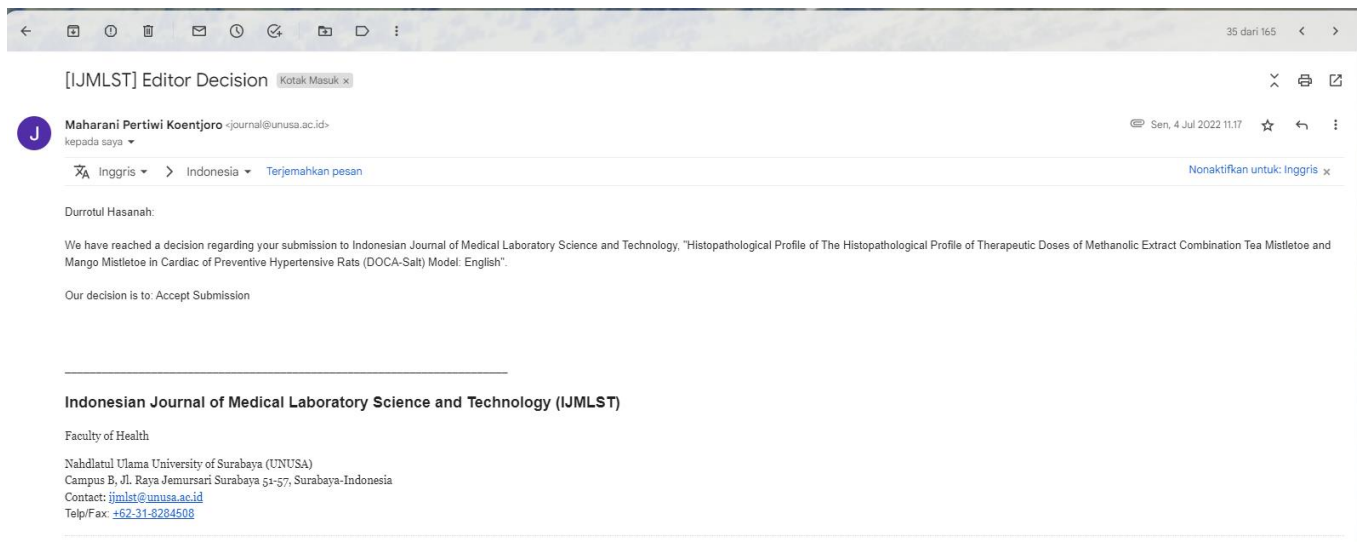 35 dari 165
[IJMLST] Editor Decision Kotak Masuk ×
J
Maharani Pertiwi Koentjoro <journal@unusa.ac.id> Sen, 4 Jul 2022 11.17
kepada saya
Inggris > Indonesia Terjemahkan pesan Nonaktifkan untuk: Inggris ×
Durrotul Hasanah:
We have reached a decision regarding your submission to Indonesian Journal of Medical Laboratory Science and Technology, "Histopathological Profile of The Histopathological Profile of Therapeutic Doses of Methanolic Extract Combination Tea Mistletoe and
Mango Mistletoe in Cardiac of Preventive Hypertensive Rats (DOCA-Salt) Model: English".
Our decision is to: Accept Submission
Indonesian Journal of Medical Laboratory Science and Technology (IJMLST)
Faculty of Health
Nahdlatul Ulama University of Surabaya (UNUSA)
Campus B, Jl. Raya Jemursari Surabaya 51-57, Surabaya-Indonesia
Contact: ijmlst@unusa.ac.id
Telp/Fax: +62-31-8284508